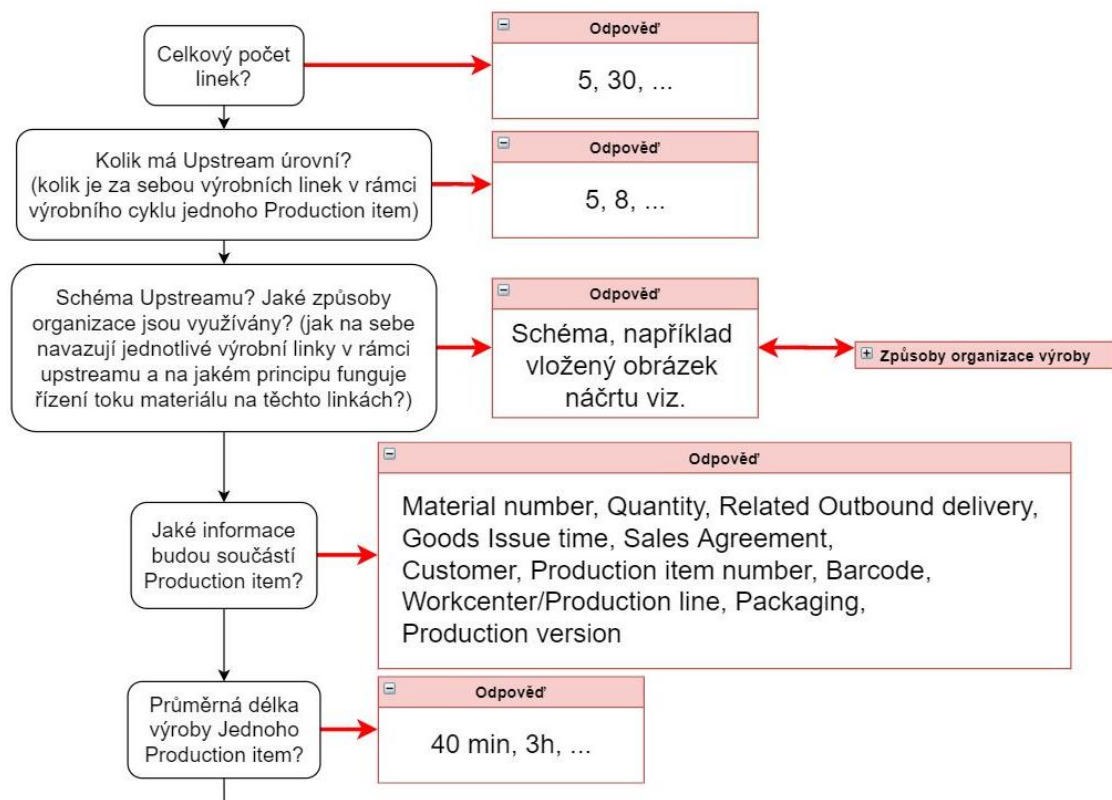 Celkový počet
linek?
Odpověď
5, 30, ...
Kolik má Upstream úrovní?
(kolik je za sebou výrobních linek v rámci
výrobního cyklu jednoho Production item)
Odpověď
5, 8, ...
Schéma Upstreamu? Jaké způsoby
organizace jsou využívány? (jak na sebe
navazují jednotlivé výrobní linky v rámci
upstreamu a na jakém principu funguje
řízení toku materiálu na těchto linkách?)
Odpověď
Schéma, například
vložený obrázek
náčrtu viz.
Způsoby organizace výroby
Jaké informace
budou součástí
Production item?
Odpověď
Material number, Quantity, Related Outbound delivery,
Goods Issue time, Sales Agreement,
Customer, Production item number, Barcode,
Workcenter/Production line, Packaging,
Production version
Průměrná délka
výroby Jednoho
Production item?
Odpověď
40 min, 3h, ...